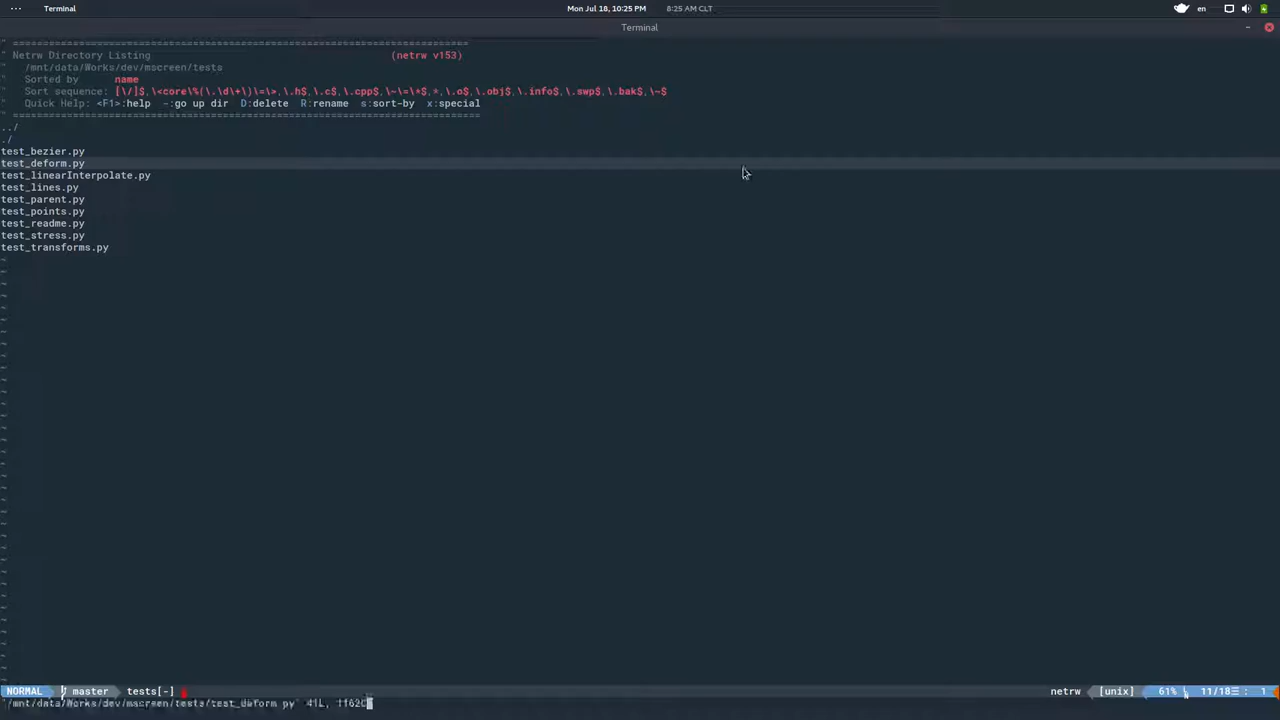 Terminal
Mon Jul 18, 10:25 PM
8:25 AM CLT
en
Terminal
" ============================================================================
" Netrw Directory Listing (netrw v153)
" /mnt/data/Works/dev/mscreen/tests
" Sorted by name
" Sort sequence: [\/]$,\<core\%(\.\d\+\)\=\>,\.h$,\.c$,\.cpp$,\~\=\*$,*,\.o$,\.obj$,\.info$,\.swp$,\.bak$,\~$
" Quick Help: <F1>:help -:go up dir D:delete R:rename s:sort-by x:special
" ==============================================================================
../
./
test_bezier.py
test_deform.py
test_linearInterpolate.py
test_lines.py
test_parent.py
test_points.py
test_readme.py
test_stress.py
test_transforms.py
NORMAL master tests[-] netrw [unix] 61% 11/18 : 1
"/mnt/data/Works/dev/mscreen/tests/test_deform.py" 41L, 1162C